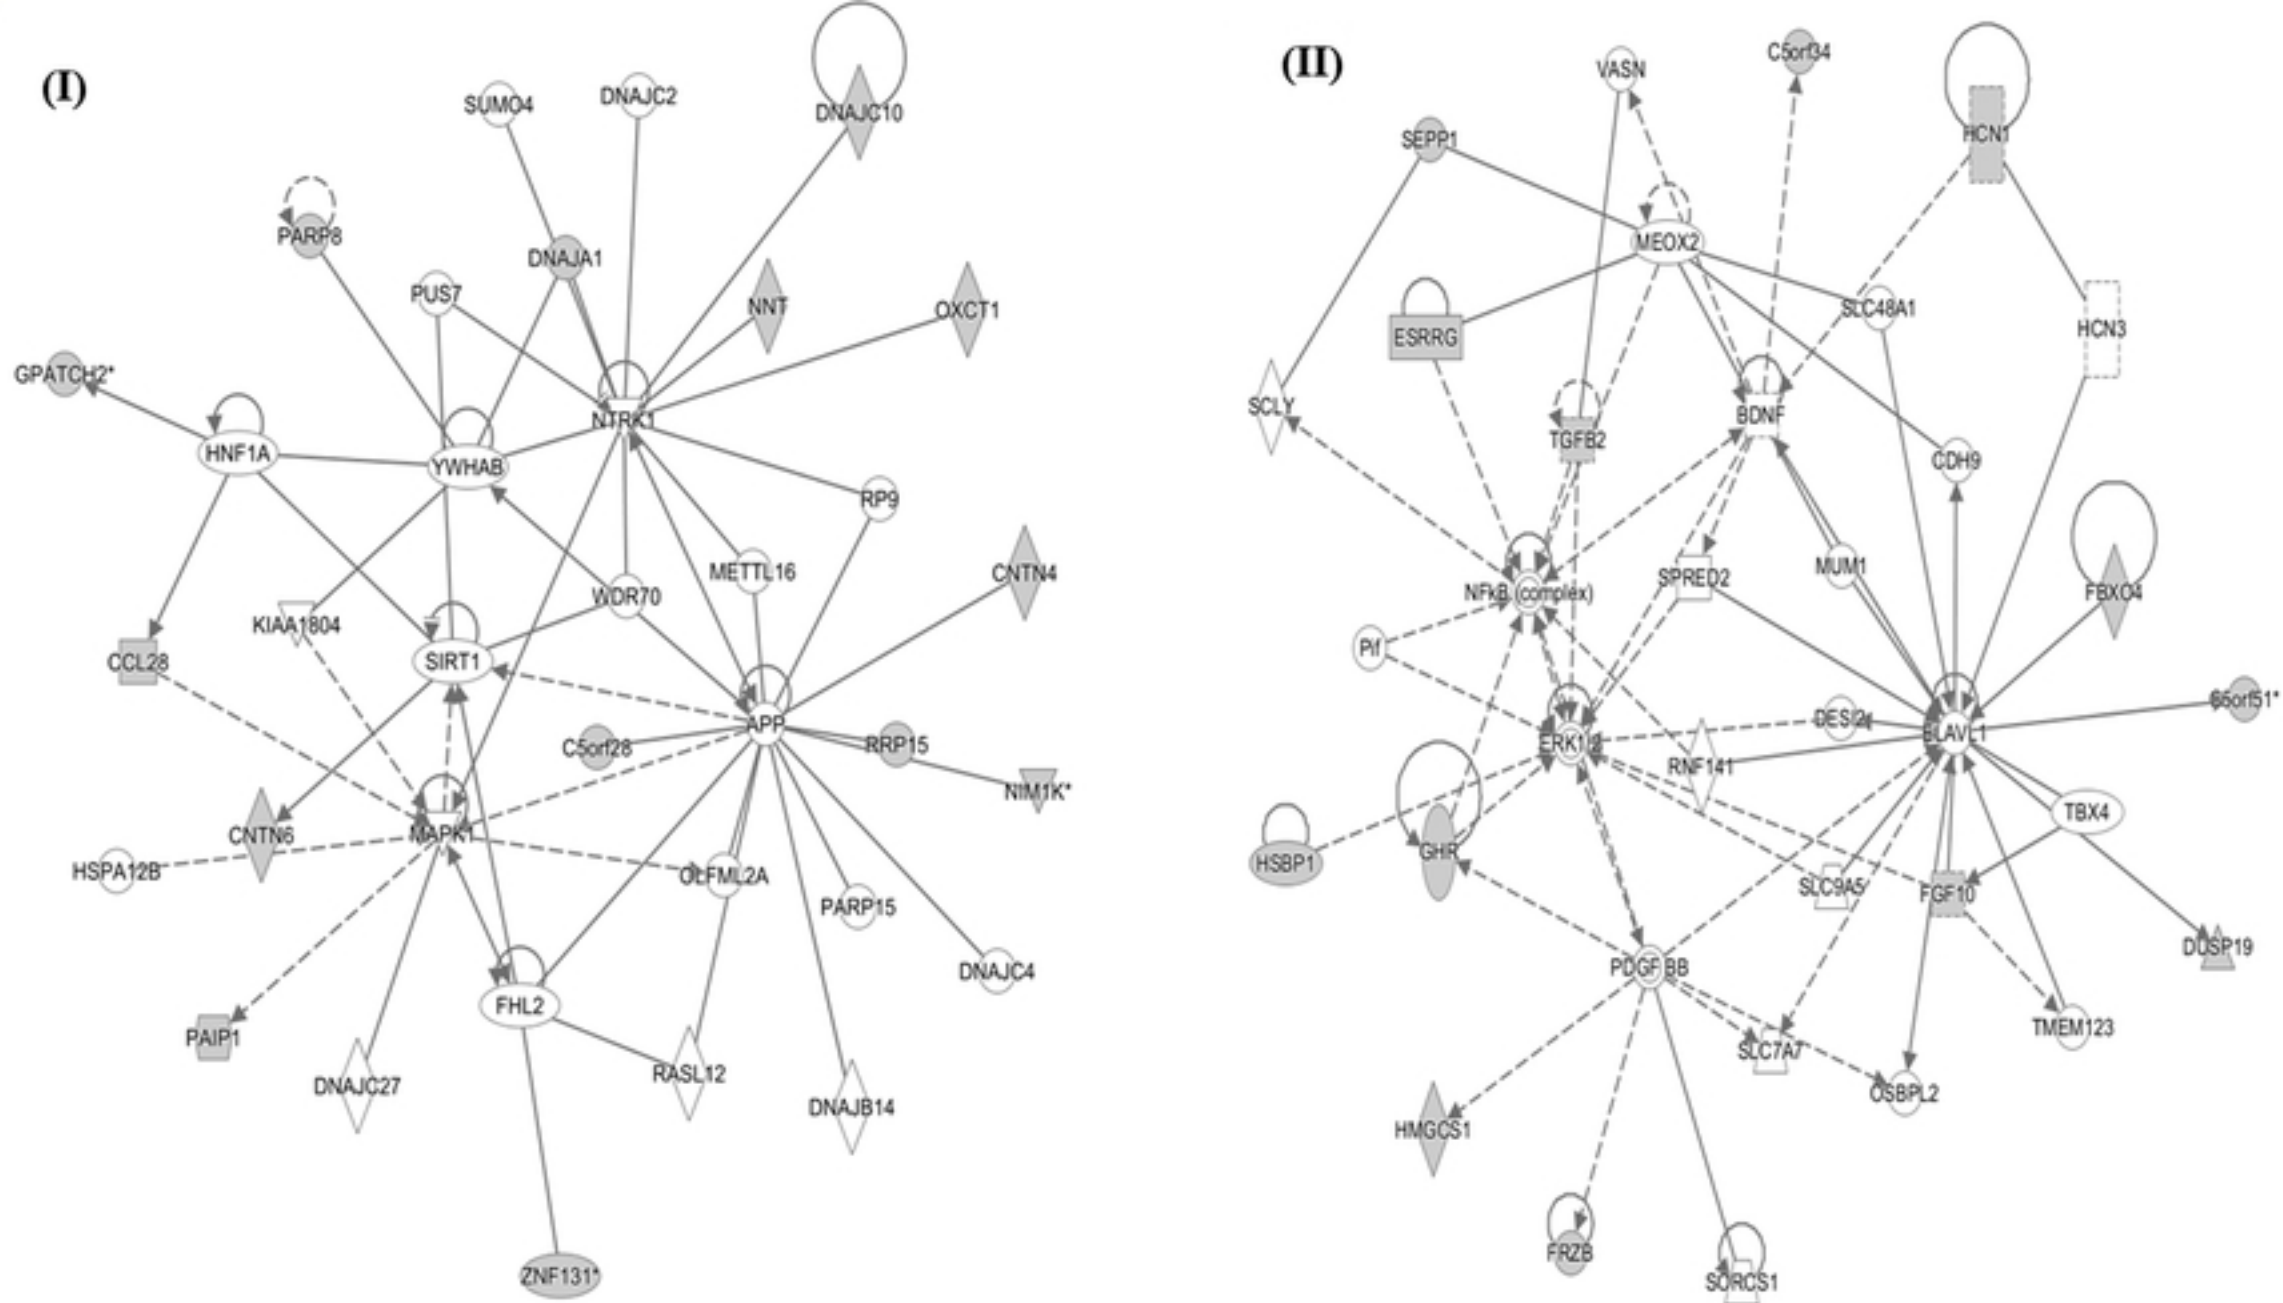 (I)
SUMO4
DNAJC2
DNAJC10
PARP8
DNAJA1
PUS7
NNT
OXCT1
GPATCH2*
NTRK1
HNF1A
YWHAB
RP9
METTL16
CNTN4
WDR70
KIAA1804
SIRT1
CCL28
APP
C5orf28
RRP15
NIM1K*
CNTN6
MAPK1
HSPA12B
OLFML2A
PARP15
DNAJC4
FHL2
PAIP1
DNAJC27
RASL12
DNAJB14
ZNF131*
(II)
VASN
C5orf34
SEPP1
HCN1
MEOX2
SLC48A1
HCN3
ESRRG
SCLY
TGFB2
BDNF
CDH9
NFkB (complex)
SPRED2
MUM1
FBXO4
Pif
C5orf51*
DESI2
ELAVL1
ERK1/2
RNF141
TBX4
HSBP1
GHR
SLC9A5
FGF10
DUSP19
PDGF BB
TMEM123
SLC7A7
OSBPL2
HMGCS1
FRZB
SORCS1